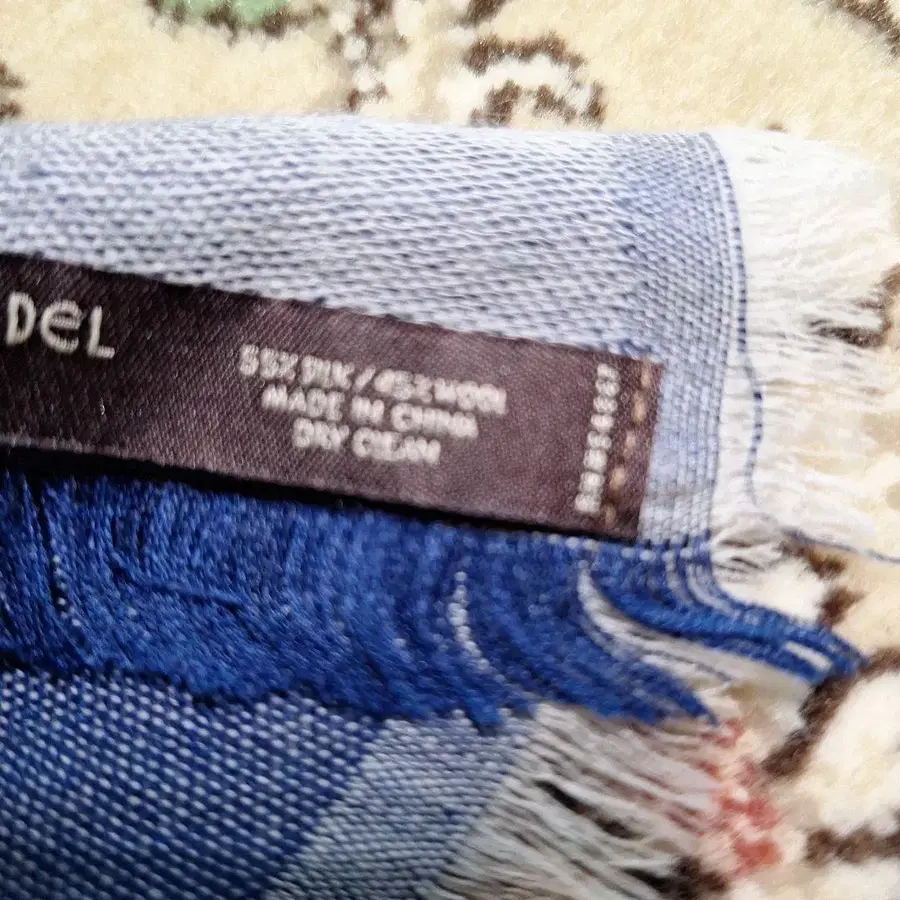 DeL
55% SILK / 45% WOOL
MADE IN CHINA
DRY CLEAN